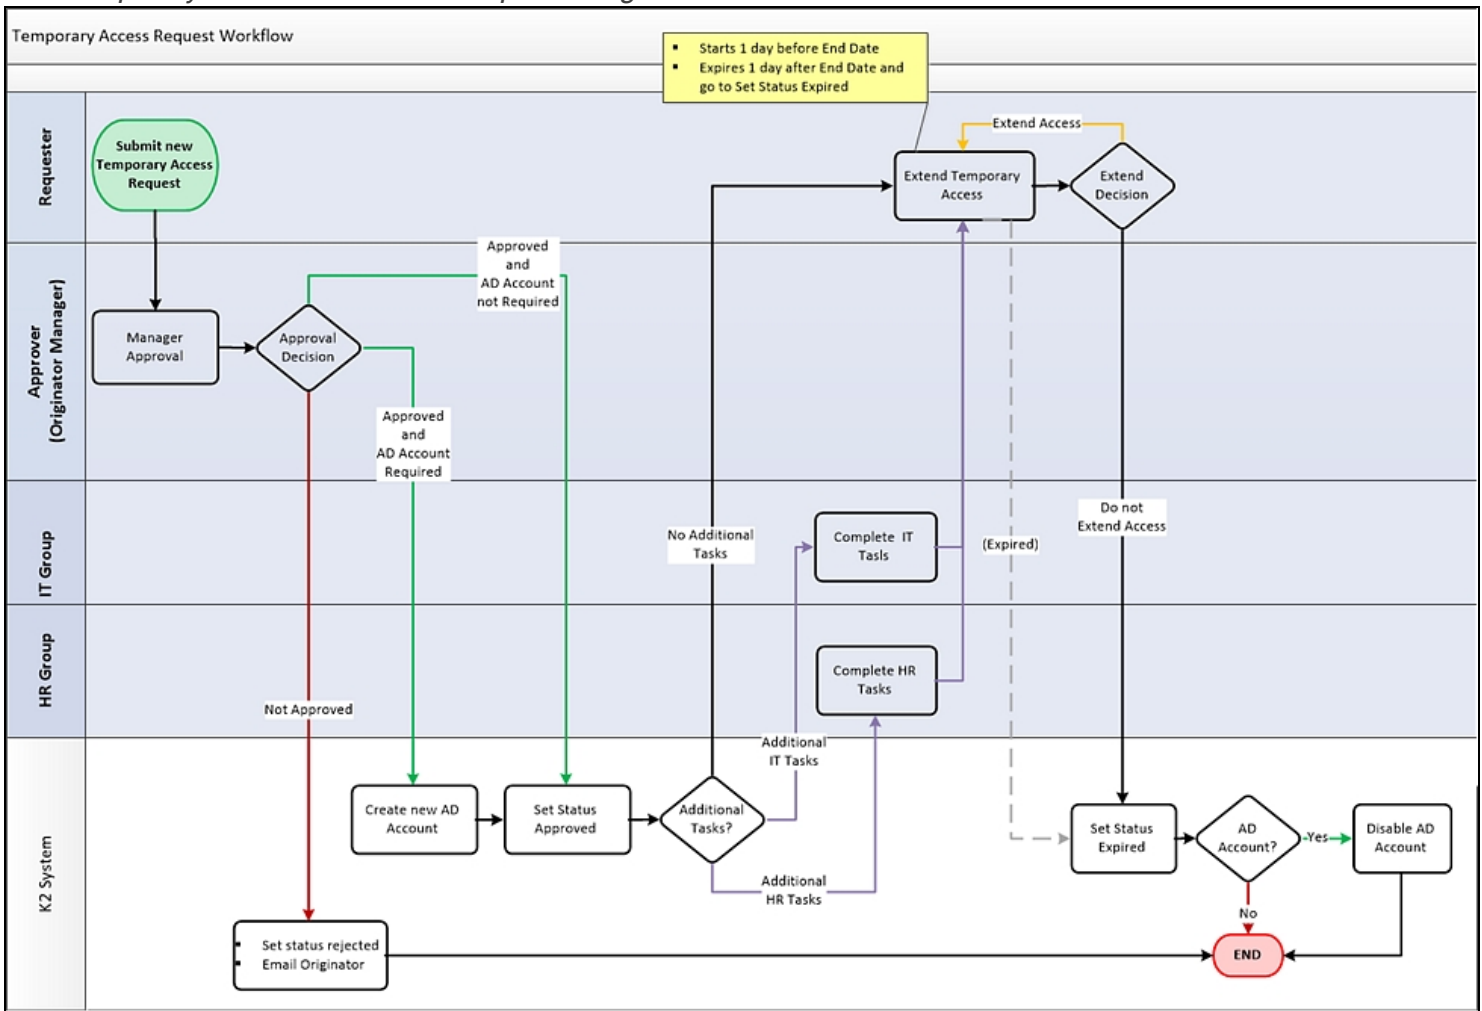 Temporary Access Request Workflow
Starts 1 day before End Date
Expires 1 day after End Date and
go to Set Status Expired
Requester
Submit new
Temporary Access
Request
Extend Access
Extend Temporary
Access
Extend
Decision
Approver
(Originator Manager)
Manager
Approval
Approval
Decision
Approved
and
AD Account
not Required
Approved
and
AD Account
Required
IT Group
No Additional
Tasks
Complete IT
Tasls
(Expired)
Do not
Extend Access
HR Group
Not Approved
Complete HR
Tasks
Additional
IT Tasks
K2 System
Create new AD
Account
Set Status
Approved
Additional
Tasks?
Additional
HR Tasks
Set Status
Expired
AD
Account?
Yes
Disable AD
Account
No
Set status rejected
Email Originator
END